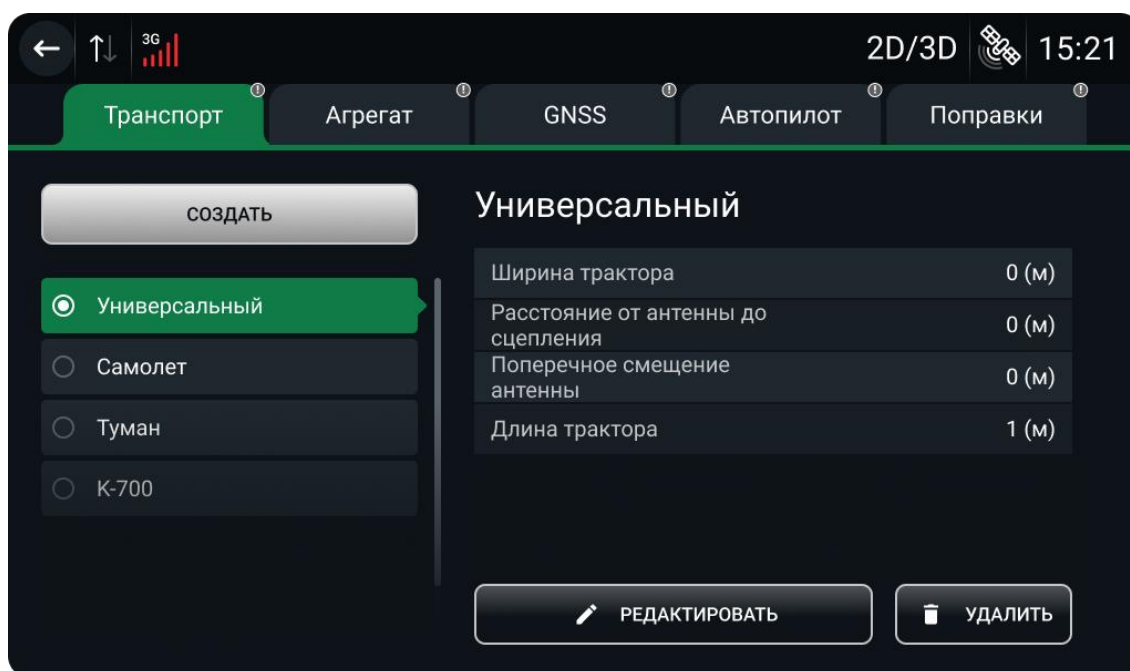 3G
2D/3D
15:21
Транспорт
Агрегат
GNSS
Автопилот
Поправки
СОЗДАТЬ
Универсальный
Самолет
Туман
К-700
Универсальный
Ширина трактора 0 (м)
Расстояние от антенны до
сцепления 0 (м)
Поперечное смещение
антенны 0 (м)
Длина трактора 1 (м)
РЕДАКТИРОВАТЬ
УДАЛИТЬ